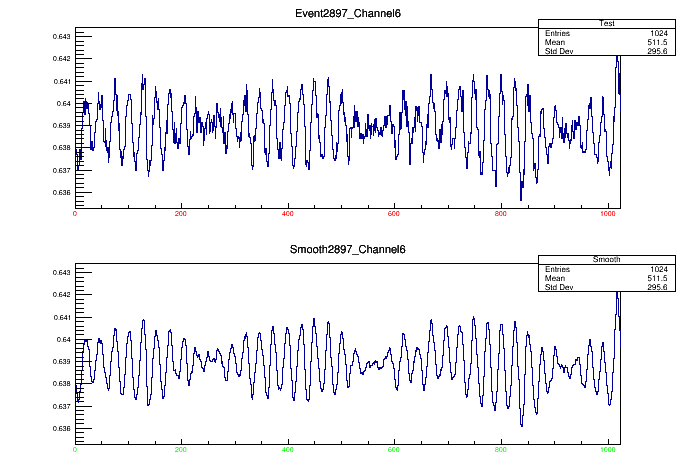 Event2897_Channel6
Test
Entries 1024
Mean 511.5
Std Dev 295.6
0.643
0.642
0.641
0.64
0.639
0.638
0.637
0.636
0 200 400 600 800 1000
Smooth2897_Channel6
Smooth
Entries 1024
Mean 511.5
Std Dev 295.6
0.643
0.642
0.641
0.64
0.639
0.638
0.637
0.636
0 200 400 600 800 1000